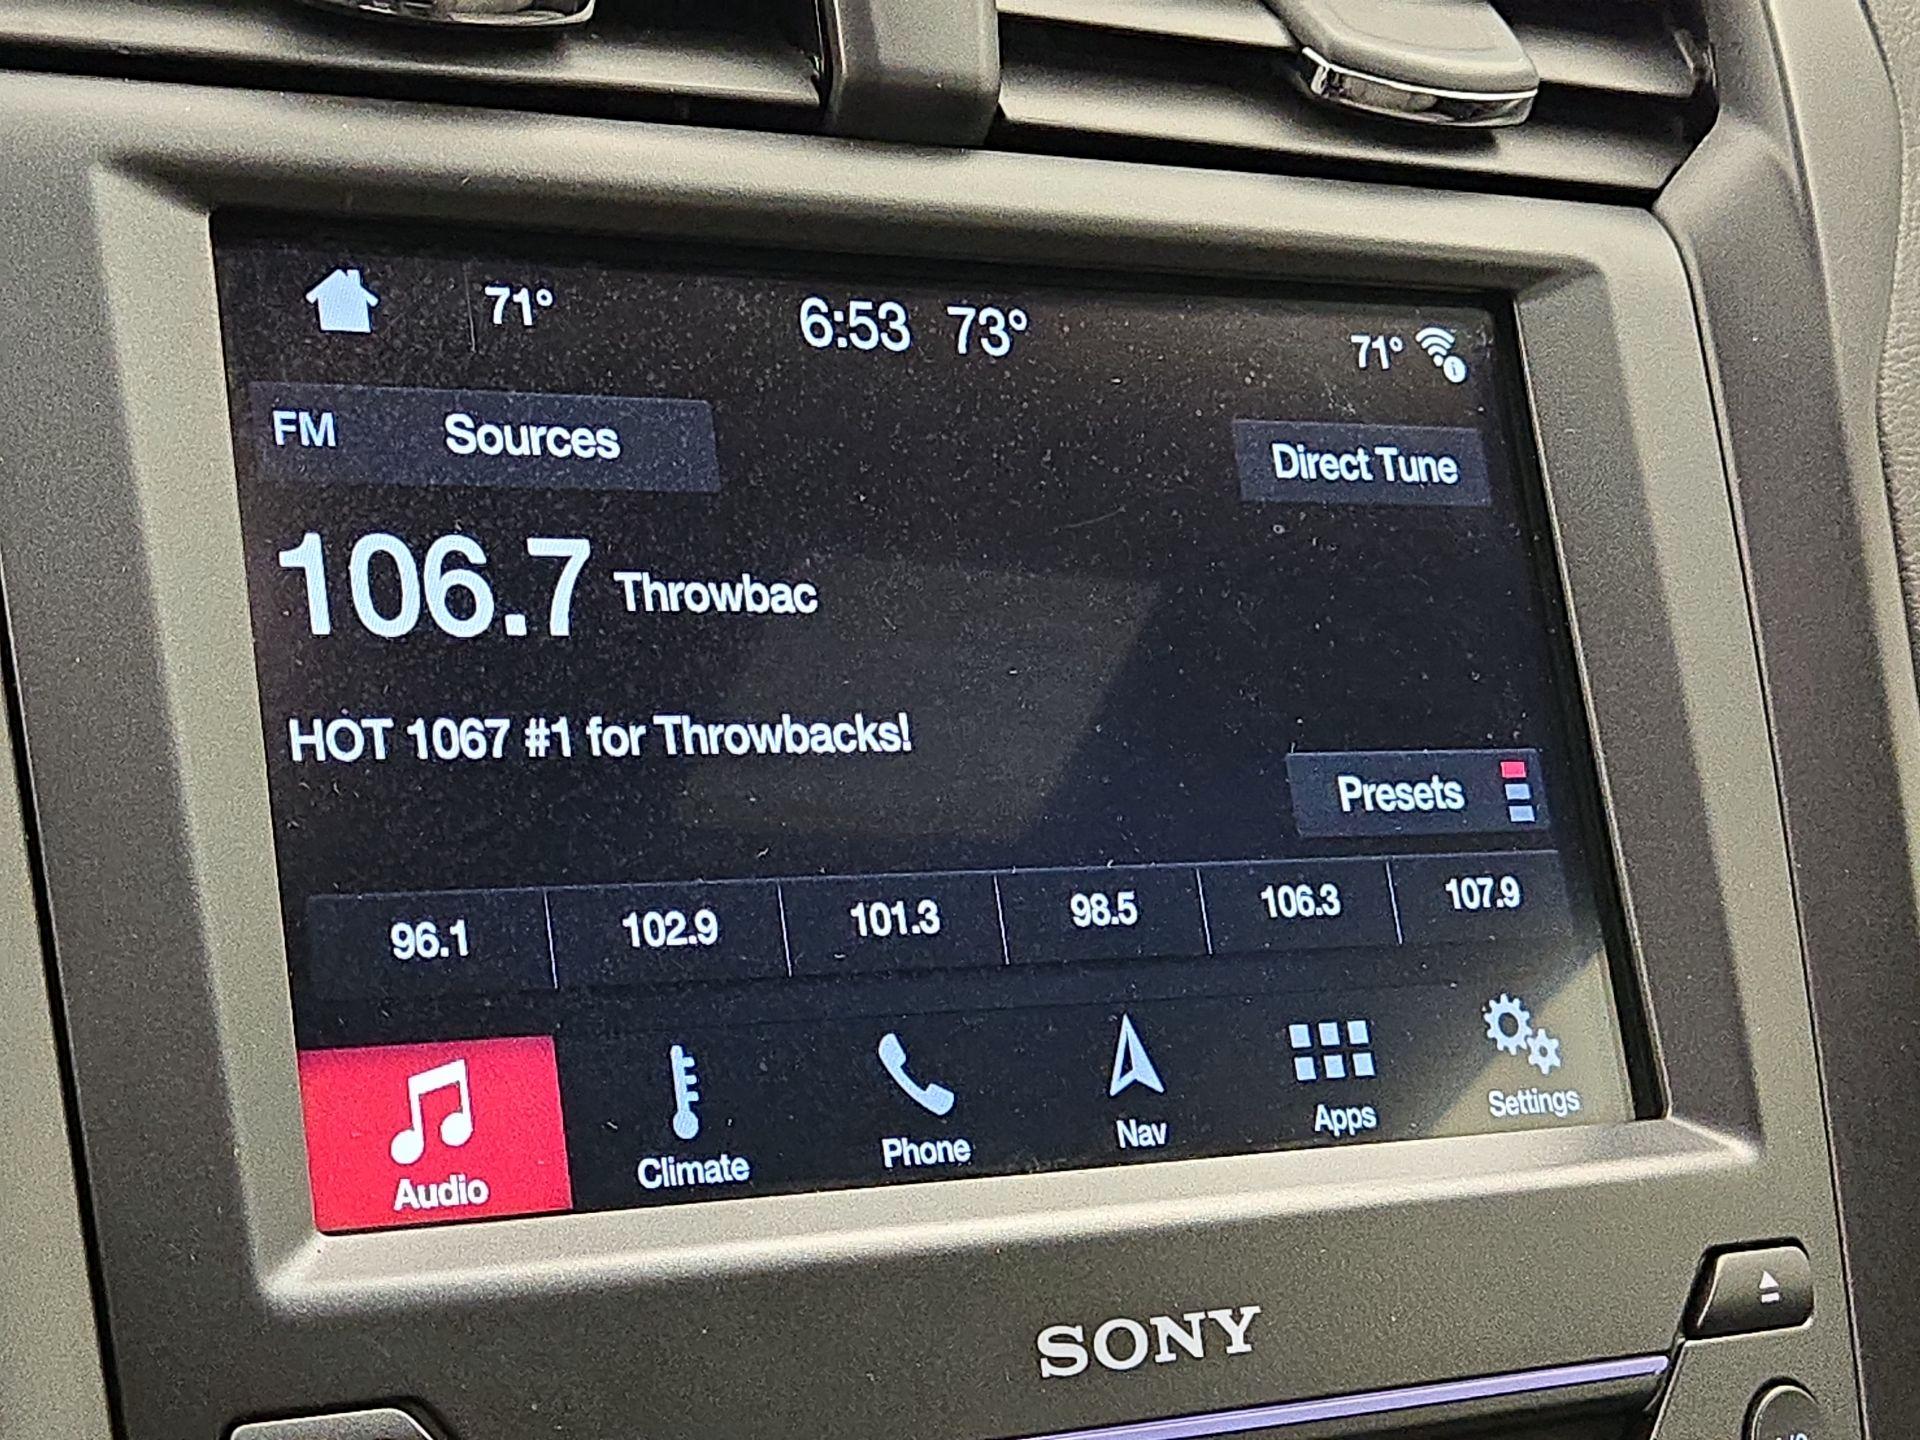 71° 6:53 73° 71°
FM Sources Direct Tune
106.7 Throwbac
HOT 1067 #1 for Throwbacks!
Presets
96.1 102.9 101.3 98.5 106.3 107.9
Audio Climate Phone Nav Apps Settings
SONY